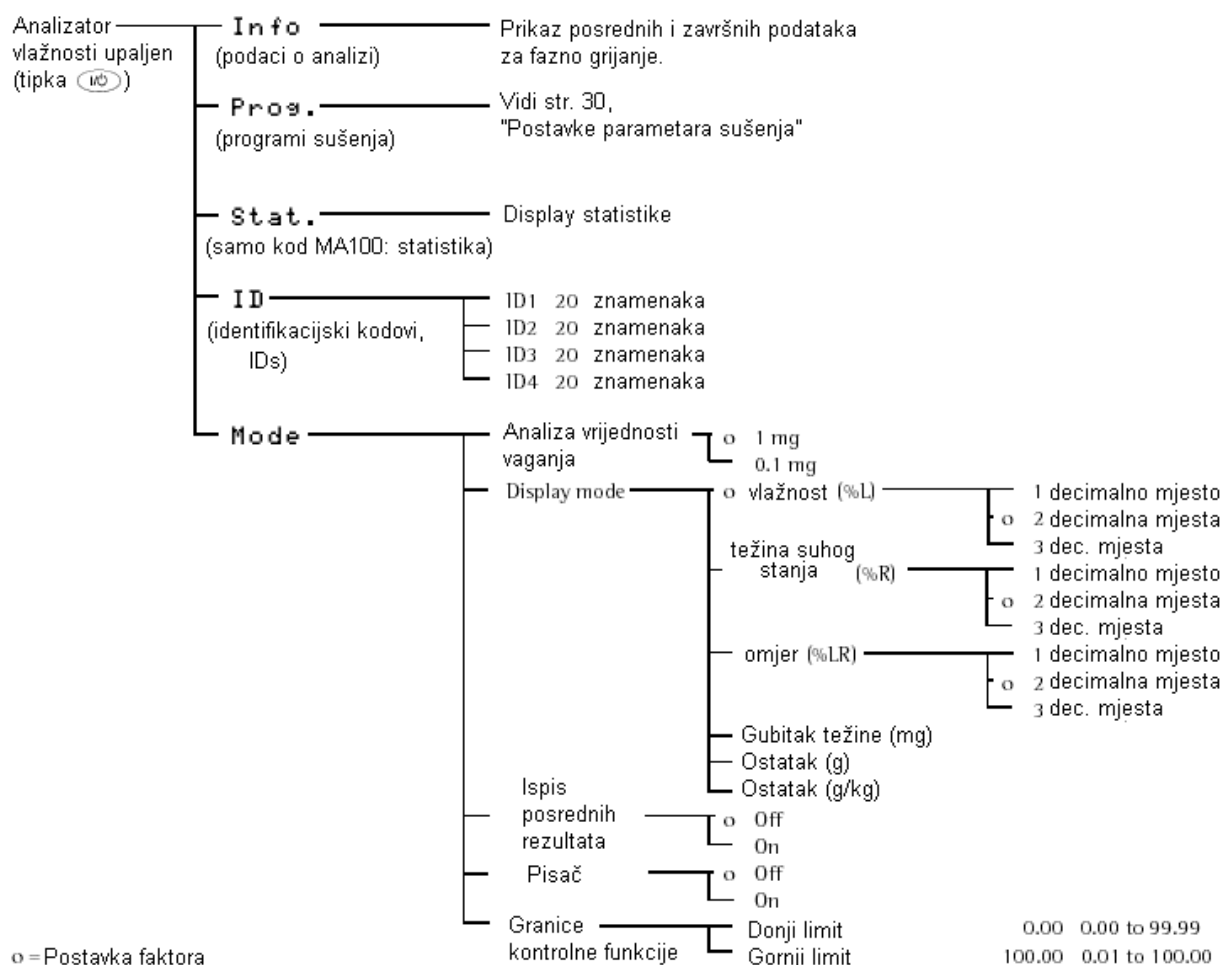 Analizator
vlažnosti upaljen
(tipka I/⏻)
Info
(podaci o analizi)
Prikaz posrednih i završnih podataka
za fazno grijanje.
Prog.
(programi sušenja)
Vidi str. 30,
"Postavke parametara sušenja"
Stat.
(samo kod MA100: statistika)
Display statistike
ID
(identifikacijski kodovi,
IDs)
ID1 20 znamenaka
ID2 20 znamenaka
ID3 20 znamenaka
ID4 20 znamenaka
Mode
Analiza vrijednosti
vaganja
o 1 mg
0.1 mg
Display mode
o vlažnost (%L)
1 decimalno mjesto
o 2 decimalna mjesta
3 dec. mjesta
težina suhog
stanja (%R)
1 decimalno mjesto
o 2 decimalna mjesta
3 dec. mjesta
omjer (%LR)
1 decimalno mjesto
o 2 decimalna mjesta
3 dec. mjesta
Gubitak težine (mg)
Ostatak (g)
Ostatak (g/kg)
Ispis
posrednih
rezultata
o Off
On
Pisač
o Off
On
Granice
kontrolne funkcije
Donji limit 0.00 0.00 to 99.99
Gornji limit 100.00 0.01 to 100.00
o = Postavka faktora